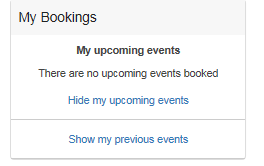 My Bookings
My upcoming events
There are no upcoming events booked
Hide my upcoming events
Show my previous events